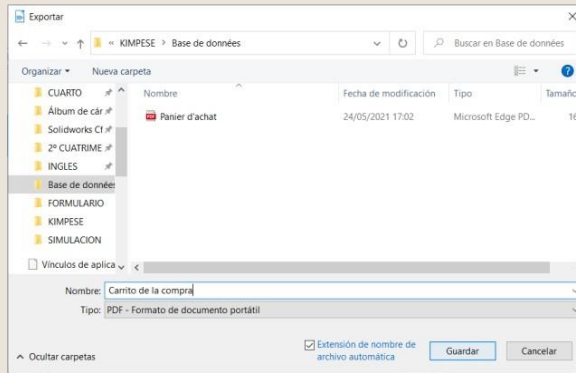 Exportar
« KIMPESE > Base de données
Buscar en Base de données
Organizar
Nueva carpeta
CUARTO
Álbum de cár
Solidworks Cf
2º CUATRIME
INGLES
Base de donnée
FORMULARIO
KIMPESE
SIMULACION
Vínculos de aplica
Nombre
Fecha de modificación
Tipo
Tamaño
Panier d'achat
24/05/2021 17:02
Microsoft Edge PD...
16
Nombre: Carrito de la compra
Tipo: PDF - Formato de documento portátil
Extensión de nombre de
archivo automática
Guardar
Cancelar
Ocultar carpetas